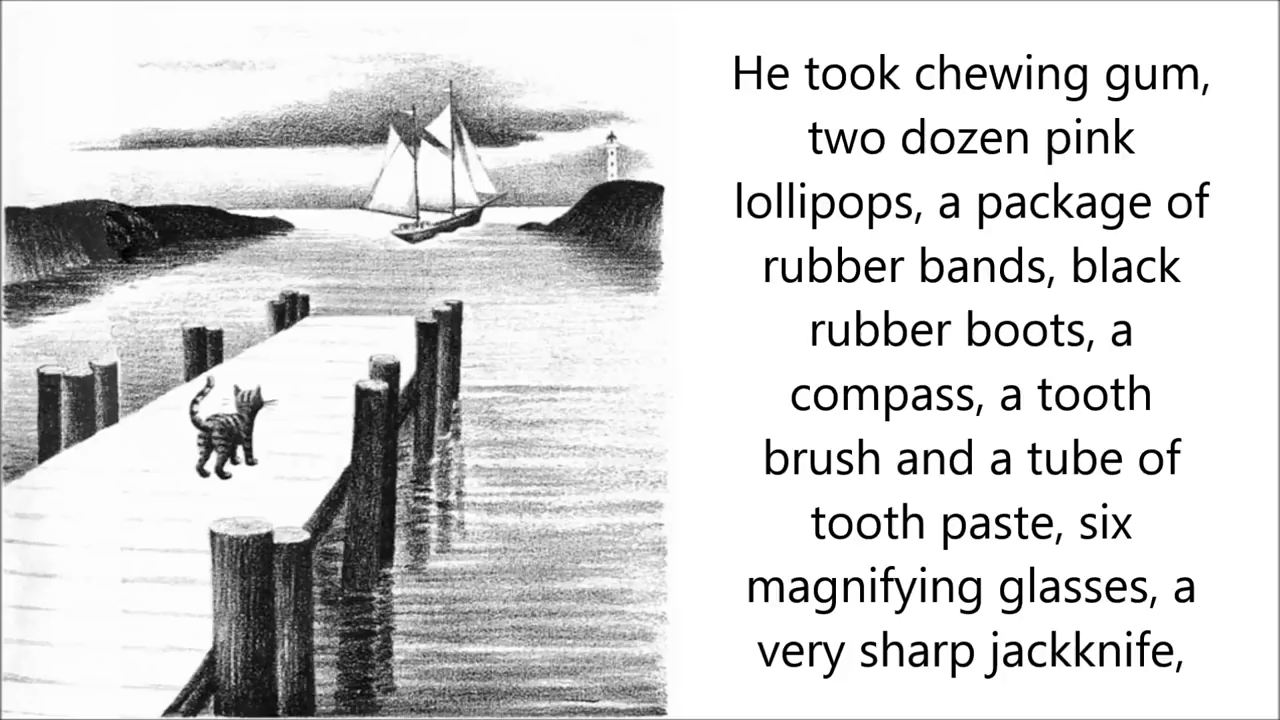 He took chewing gum,
two dozen pink
lollipops, a package of
rubber bands, black
rubber boots, a
compass, a tooth
brush and a tube of
tooth paste, six
magnifying glasses, a
very sharp jackknife,